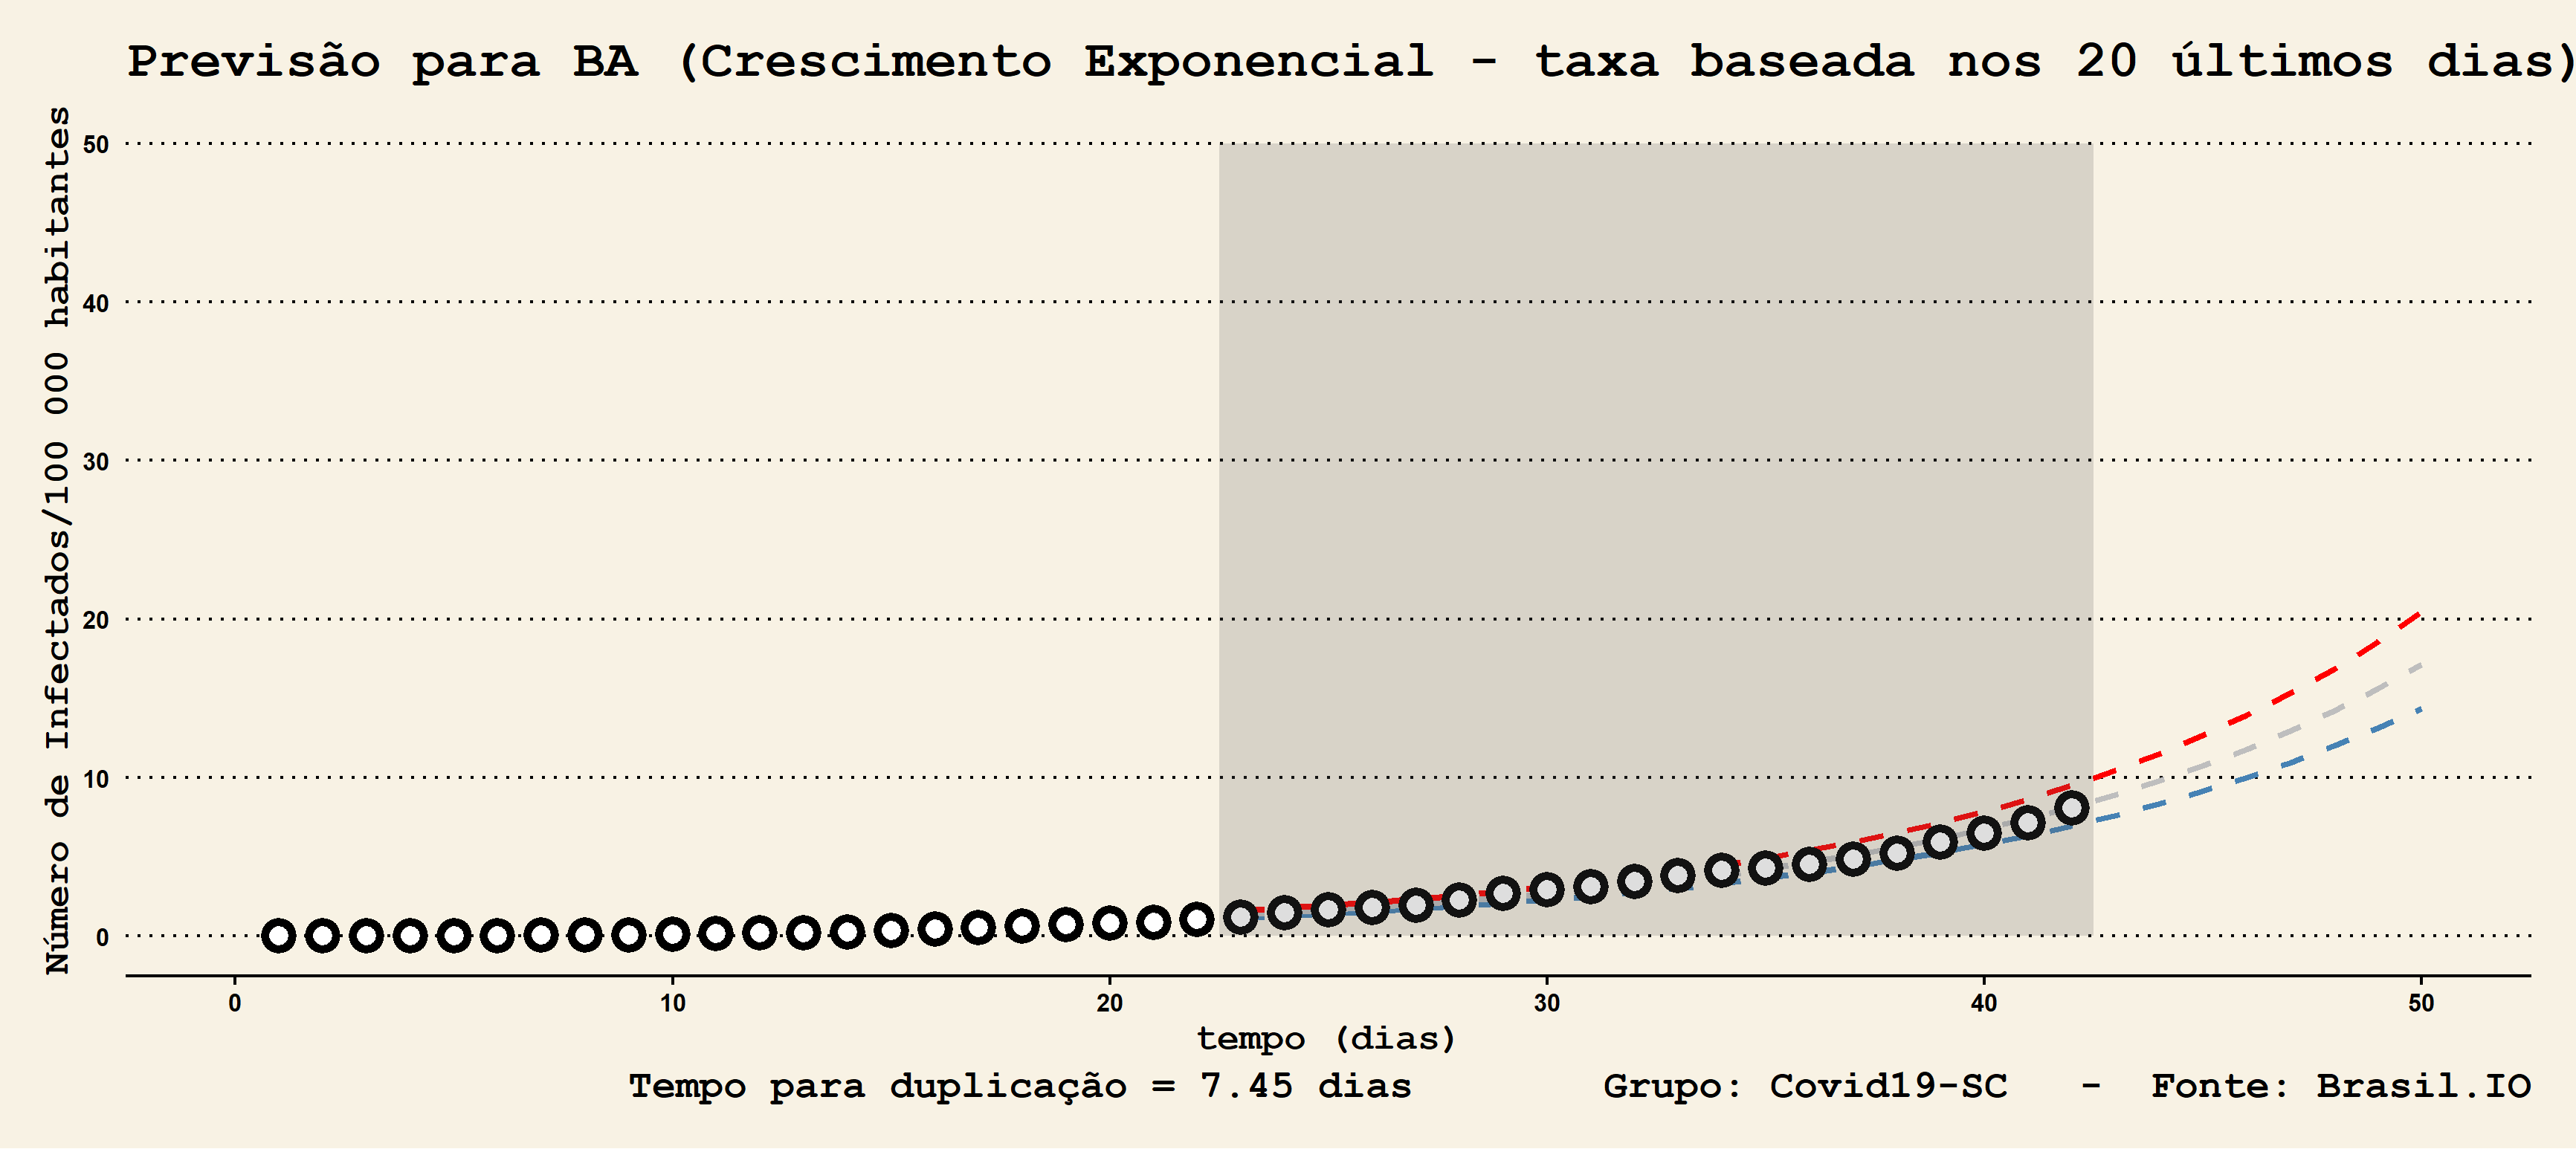 Previsão para BA (Crescimento Exponencial - taxa baseada nos 20 últimos dias)
Número de Infectados/100 000 habitantes
50
40
30
20
10
0
0 10 20 30 40 50
tempo (dias)
Tempo para duplicação = 7.45 dias Grupo: Covid19-SC - Fonte: Brasil.IO